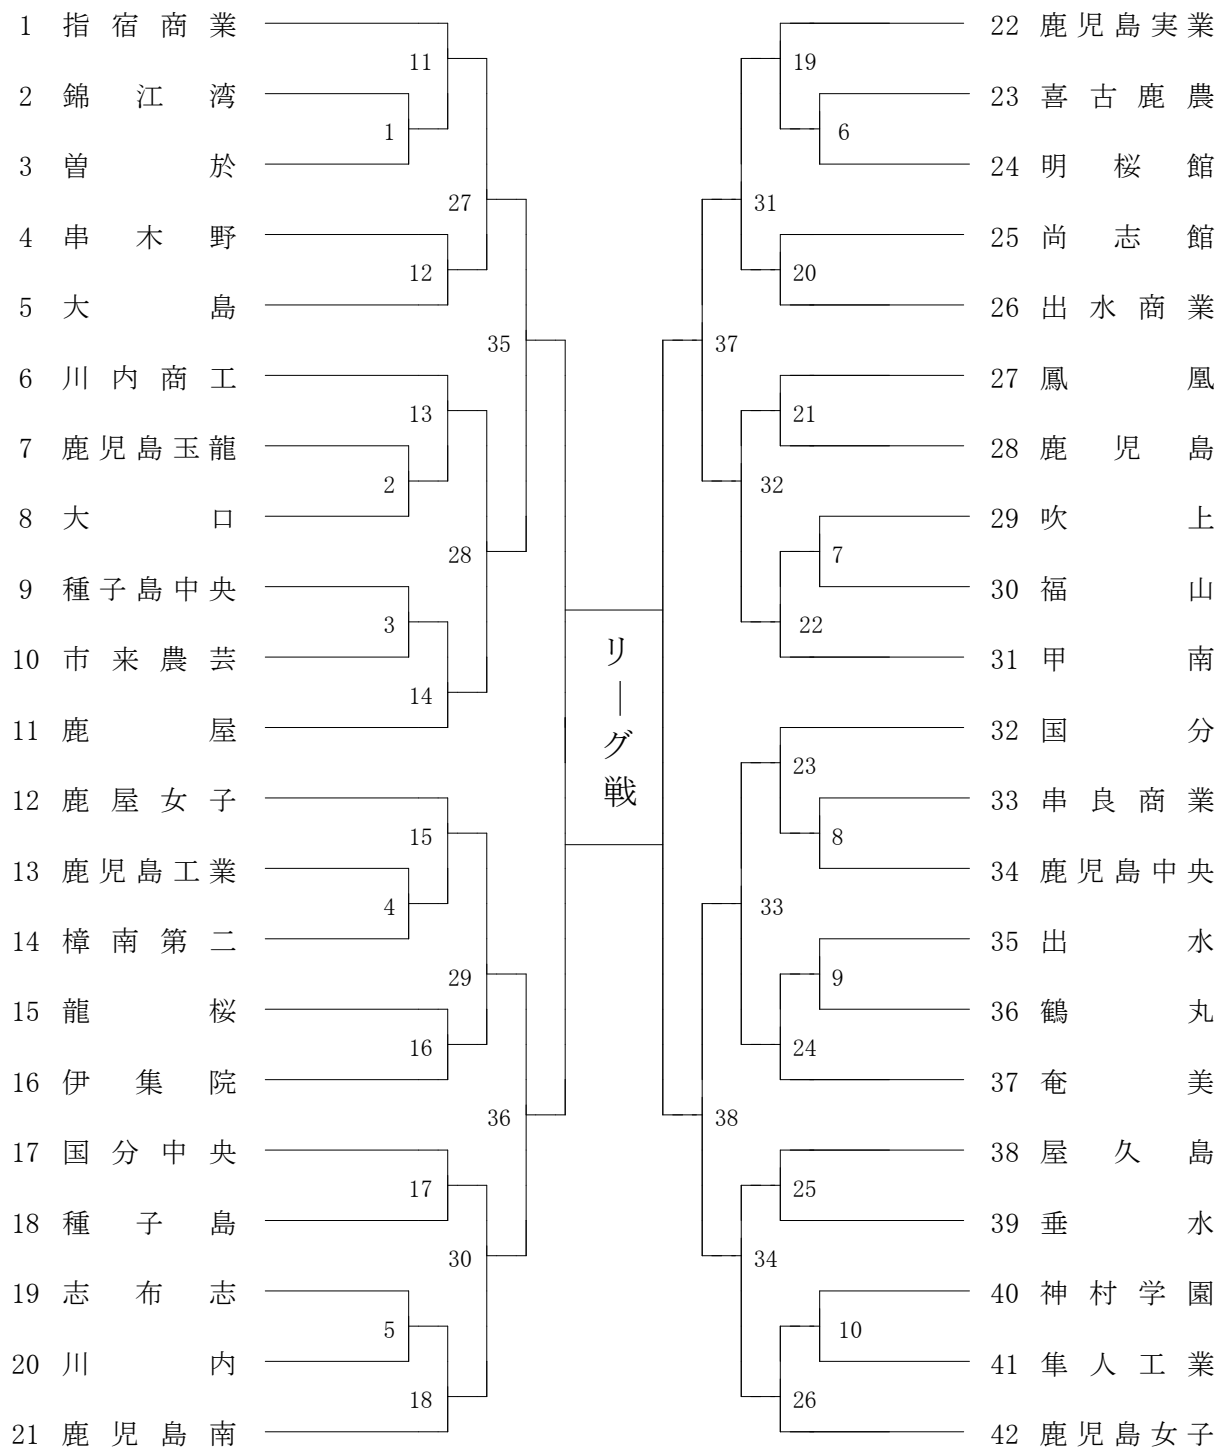 1 指宿商業
2 錦江湾
3 曽於
4 串木野
5 大島
6 川内商工
7 鹿児島玉龍
8 大口
9 種子島中央
10 市来農芸
11 鹿屋
12 鹿屋女子
13 鹿児島工業
14 樟南第二
15 龍桜
16 伊集院
17 国分中央
18 種子島
19 志布志
20 川内
21 鹿児島南
11
1
27
12
35
13
2
28
3
14
15
4
29
16
36
17
30
5
18
リーグ戦
19
6
31
20
37
21
32
7
22
23
8
33
9
24
38
25
34
10
26
22 鹿児島実業
23 喜古鹿農
24 明桜館
25 尚志館
26 出水商業
27 鳳凰
28 鹿児島
29 吹上
30 福山
31 甲南
32 国分
33 串良商業
34 鹿児島中央
35 出水
36 鶴丸
37 奄美
38 屋久島
39 垂水
40 神村学園
41 隼人工業
42 鹿児島女子